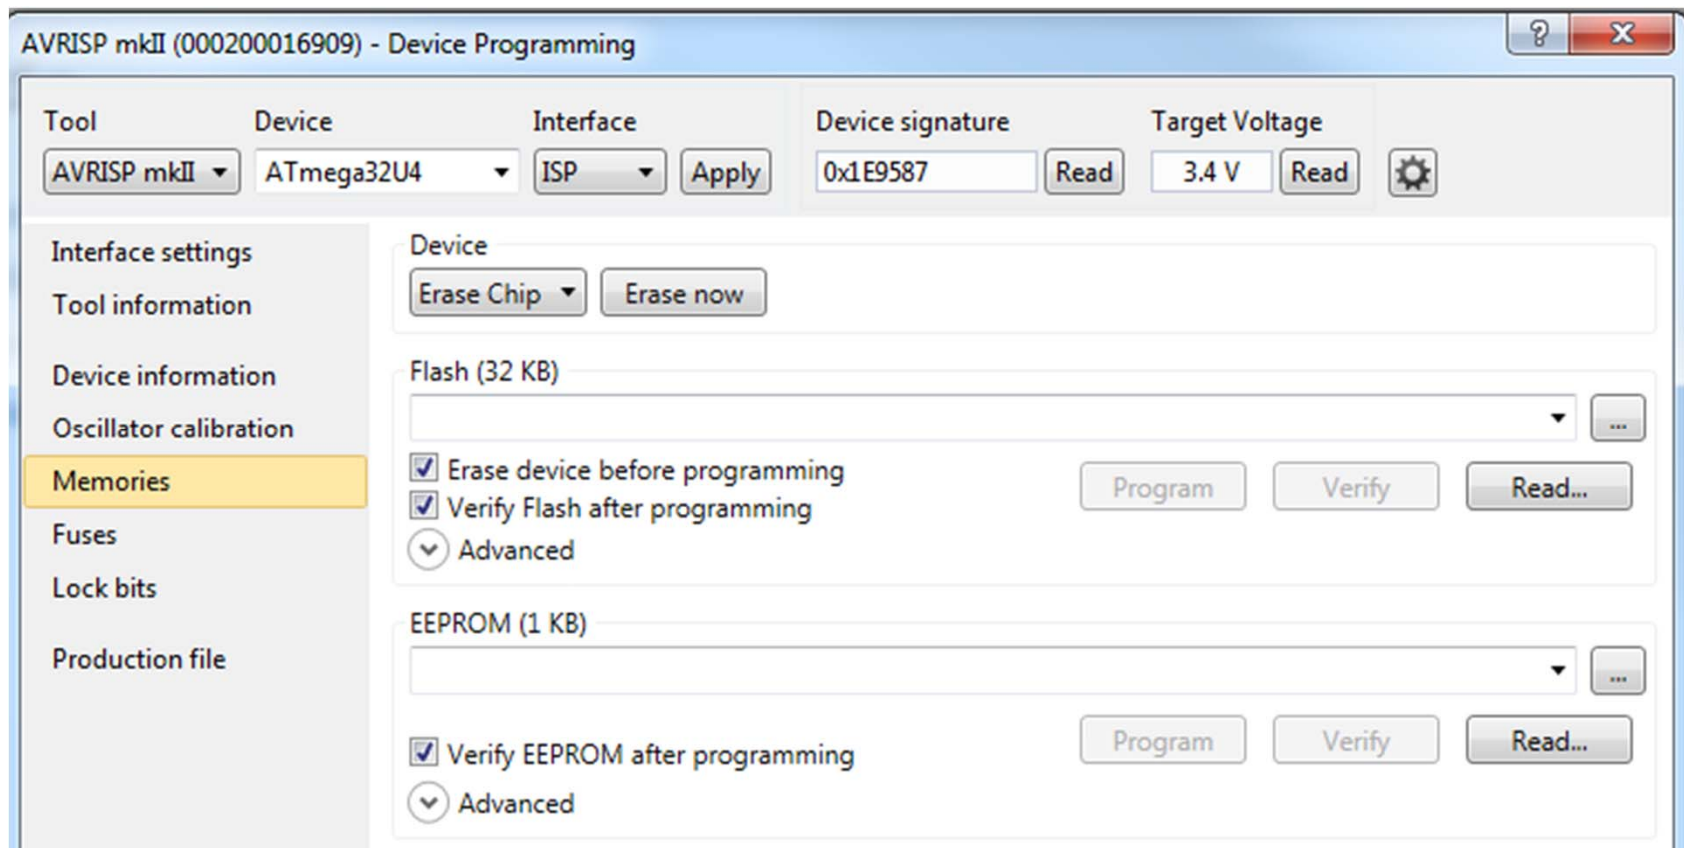 AVRISP mkII (000200016909) - Device Programming
Tool Device Interface Device signature Target Voltage
AVRISP mkII ATmega32U4 ISP Apply 0x1E9587 Read 3.4 V Read
Interface settings
Tool information
Device information
Oscillator calibration
Memories
Fuses
Lock bits
Production file
Device
Erase Chip Erase now
Flash (32 KB)
...
Erase device before programming
Verify Flash after programming
Program Verify Read...
Advanced
EEPROM (1 KB)
...
Program Verify Read...
Verify EEPROM after programming
Advanced